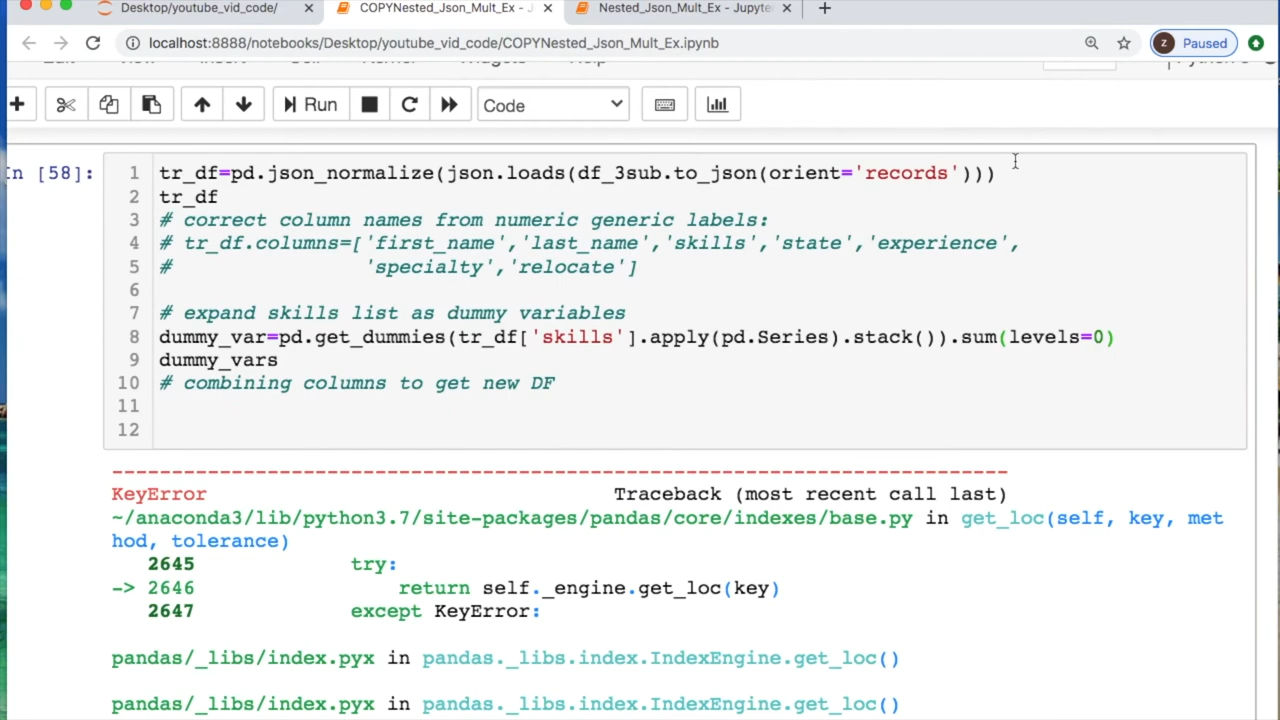 Desktop/youtube_vid_code/
COPYNested_Json_Mult_Ex - J
Nested_Json_Mult_Ex - Jupyte
localhost:8888/notebooks/Desktop/youtube_vid_code/COPYNested_Json_Mult_Ex.ipynb
Z Paused
Run
Code
In [58]:
1 tr_df=pd.json_normalize(json.loads(df_3sub.to_json(orient='records')))
2 tr_df
3 # correct column names from numeric generic labels:
4 # tr_df.columns=['first_name','last_name','skills','state','experience',
5 #                 'specialty','relocate']
6
7 # expand skills list as dummy variables
8 dummy_var=pd.get_dummies(tr_df['skills'].apply(pd.Series).stack()).sum(levels=0)
9 dummy_vars
10 # combining columns to get new DF
11
12
---------------------------------------------------------------------------
KeyError                                  Traceback (most recent call last)
~/anaconda3/lib/python3.7/site-packages/pandas/core/indexes/base.py in get_loc(self, key, met
hod, tolerance)
2645             try:
-> 2646                 return self._engine.get_loc(key)
2647             except KeyError:
pandas/_libs/index.pyx in pandas._libs.index.IndexEngine.get_loc()
pandas/_libs/index.pyx in pandas._libs.index.IndexEngine.get_loc()